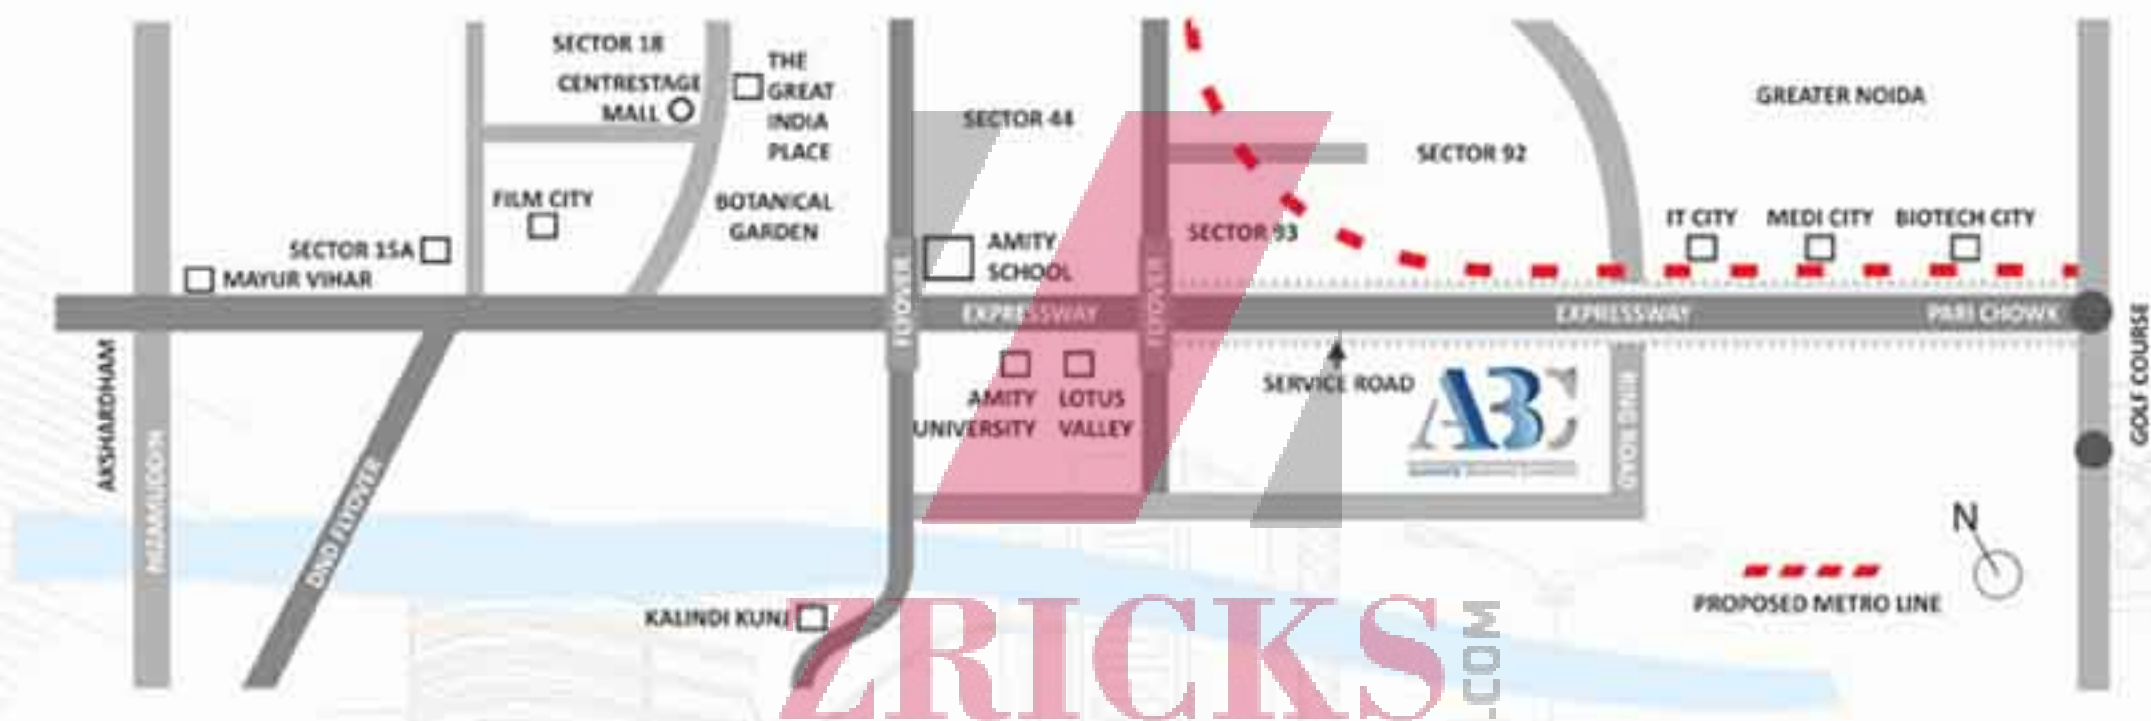 SECTOR 18
CENTRESTAGE
MALL
THE
GREAT
INDIA
PLACE
SECTOR 44
GREATER NOIDA
SECTOR 92
FILM CITY
BOTANICAL
GARDEN
SECTOR 93
IT CITY
MEDI CITY
BIOTECH CITY
SECTOR 15A
MAYUR VIHAR
AMITY
SCHOOL
FLYOVER
FLYOVER
EXPRESSWAY
EXPRESSWAY
PARI CHOWK
GOLF COURSE
AKSHARDHAM
NIZAMUDDIN
DND FLYOVER
AMITY
UNIVERSITY
LOTUS
VALLEY
SERVICE ROAD
ABC
RING ROAD
N
PROPOSED METRO LINE
KALINDI KUNJ
ZRICKS
.COM